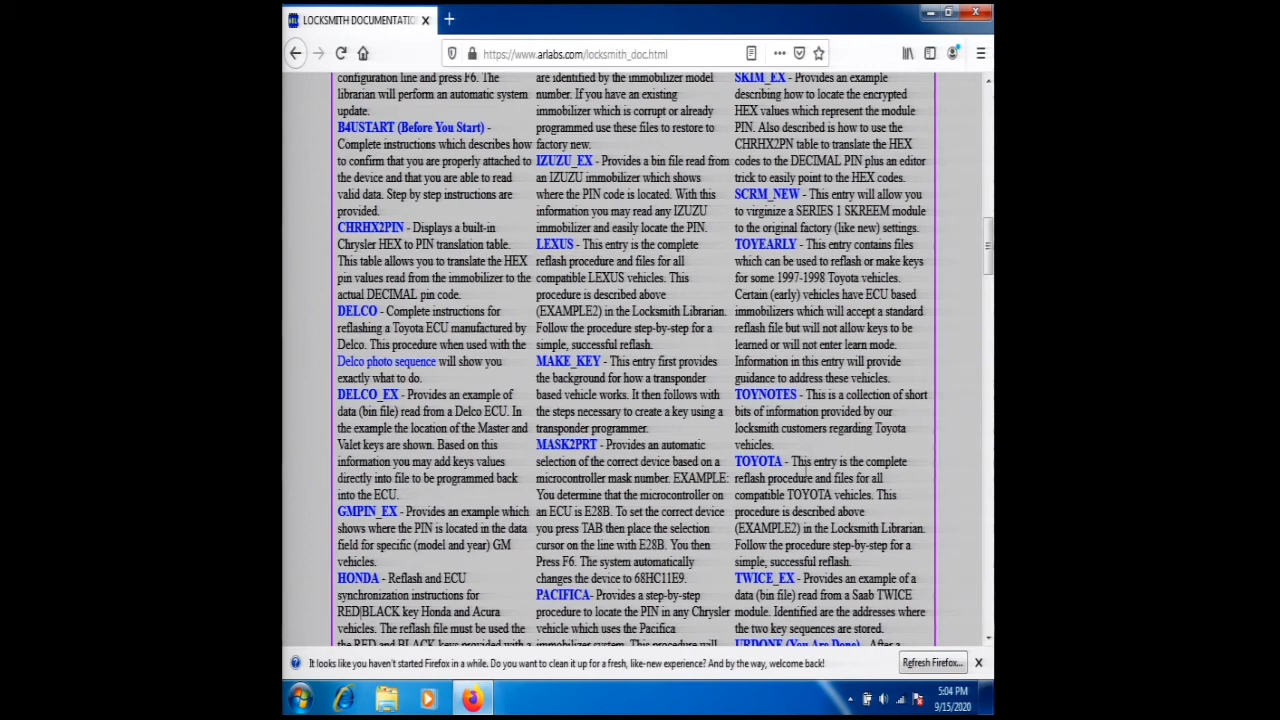 LOCKSMITH DOCUMENTATIO
https://www.arlabs.com/locksmith_doc.html
configuration line and press F6. The
librarian will perform an automatic system
update.
B4USTART (Before You Start) -
Complete instructions which describes how
to confirm that you are properly attached to
the device and that you are able to read
valid data. Step by step instructions are
provided.
CHRHX2PIN - Displays a built-in
Chrysler HEX to PIN translation table.
This table allows you to translate the HEX
pin values read from the immobilizer to the
actual DECIMAL pin code.
DELCO - Complete instructions for
reflashing a Toyota ECU manufactured by
Delco. This procedure when used with the
Delco photo sequence will show you
exactly what to do.
DELCO_EX - Provides an example of
data (bin file) read from a Delco ECU. In
the example the location of the Master and
Valet keys are shown. Based on this
information you may add keys values
directly into file to be programmed back
into the ECU.
GMPIN_EX - Provides an example which
shows where the PIN is located in the data
field for specific (model and year) GM
vehicles.
HONDA - Reflash and ECU
synchronization instructions for
RED|BLACK key Honda and Acura
vehicles. The reflash file must be used the
the RED and BLACK keys provided with a
are identified by the immobilizer model
number. If you have an existing
immobilizer which is corrupt or already
programmed use these files to restore to
factory new.
IZUZU_EX - Provides a bin file read from
an IZUZU immobilizer which shows
where the PIN code is located. With this
information you may read any IZUZU
immobilizer and easily locate the PIN.
LEXUS - This entry is the complete
reflash procedure and files for all
compatible LEXUS vehicles. This
procedure is described above
(EXAMPLE2) in the Locksmith Librarian.
Follow the procedure step-by-step for a
simple, successful reflash.
MAKE_KEY - This entry first provides
the background for how a transponder
based vehicle works. It then follows with
the steps necessary to create a key using a
transponder programmer.
MASK2PRT - Provides an automatic
selection of the correct device based on a
microcontroller mask number. EXAMPLE:
You determine that the microcontroller on
an ECU is E28B. To set the correct device
you press TAB then place the selection
cursor on the line with E28B. You then
Press F6. The system automatically
changes the device to 68HC11E9.
PACIFICA- Provides a step-by-step
procedure to locate the PIN in any Chrysler
vehicle which uses the Pacifica
immobilizer system. This procedure will
SKIM_EX - Provides an example
describing how to locate the encrypted
HEX values which represent the module
PIN. Also described is how to use the
CHRHX2PN table to translate the HEX
codes to the DECIMAL PIN plus an editor
trick to easily point to the HEX codes.
SCRM_NEW - This entry will allow you
to virginize a SERIES 1 SKREEM module
to the original factory (like new) settings.
TOYEARLY - This entry contains files
which can be used to reflash or make keys
for some 1997-1998 Toyota vehicles.
Certain (early) vehicles have ECU based
immobilizers which will accept a standard
reflash file but will not allow keys to be
learned or will not enter learn mode.
Information in this entry will provide
guidance to address these vehicles.
TOYNOTES - This is a collection of short
bits of information provided by our
locksmith customers regarding Toyota
vehicles.
TOYOTA - This entry is the complete
reflash procedure and files for all
compatible TOYOTA vehicles. This
procedure is described above
(EXAMPLE2) in the Locksmith Librarian.
Follow the procedure step-by-step for a
simple, successful reflash.
TWICE_EX - Provides an example of a
data (bin file) read from a Saab TWICE
module. Identified are the addresses where
the two key sequences are stored.
URDONE (You Are Done) - After a
It looks like you haven't started Firefox in a while. Do you want to clean it up for a fresh, like-new experience? And by the way, welcome back!
Refresh Firefox...
5:04 PM
9/15/2020